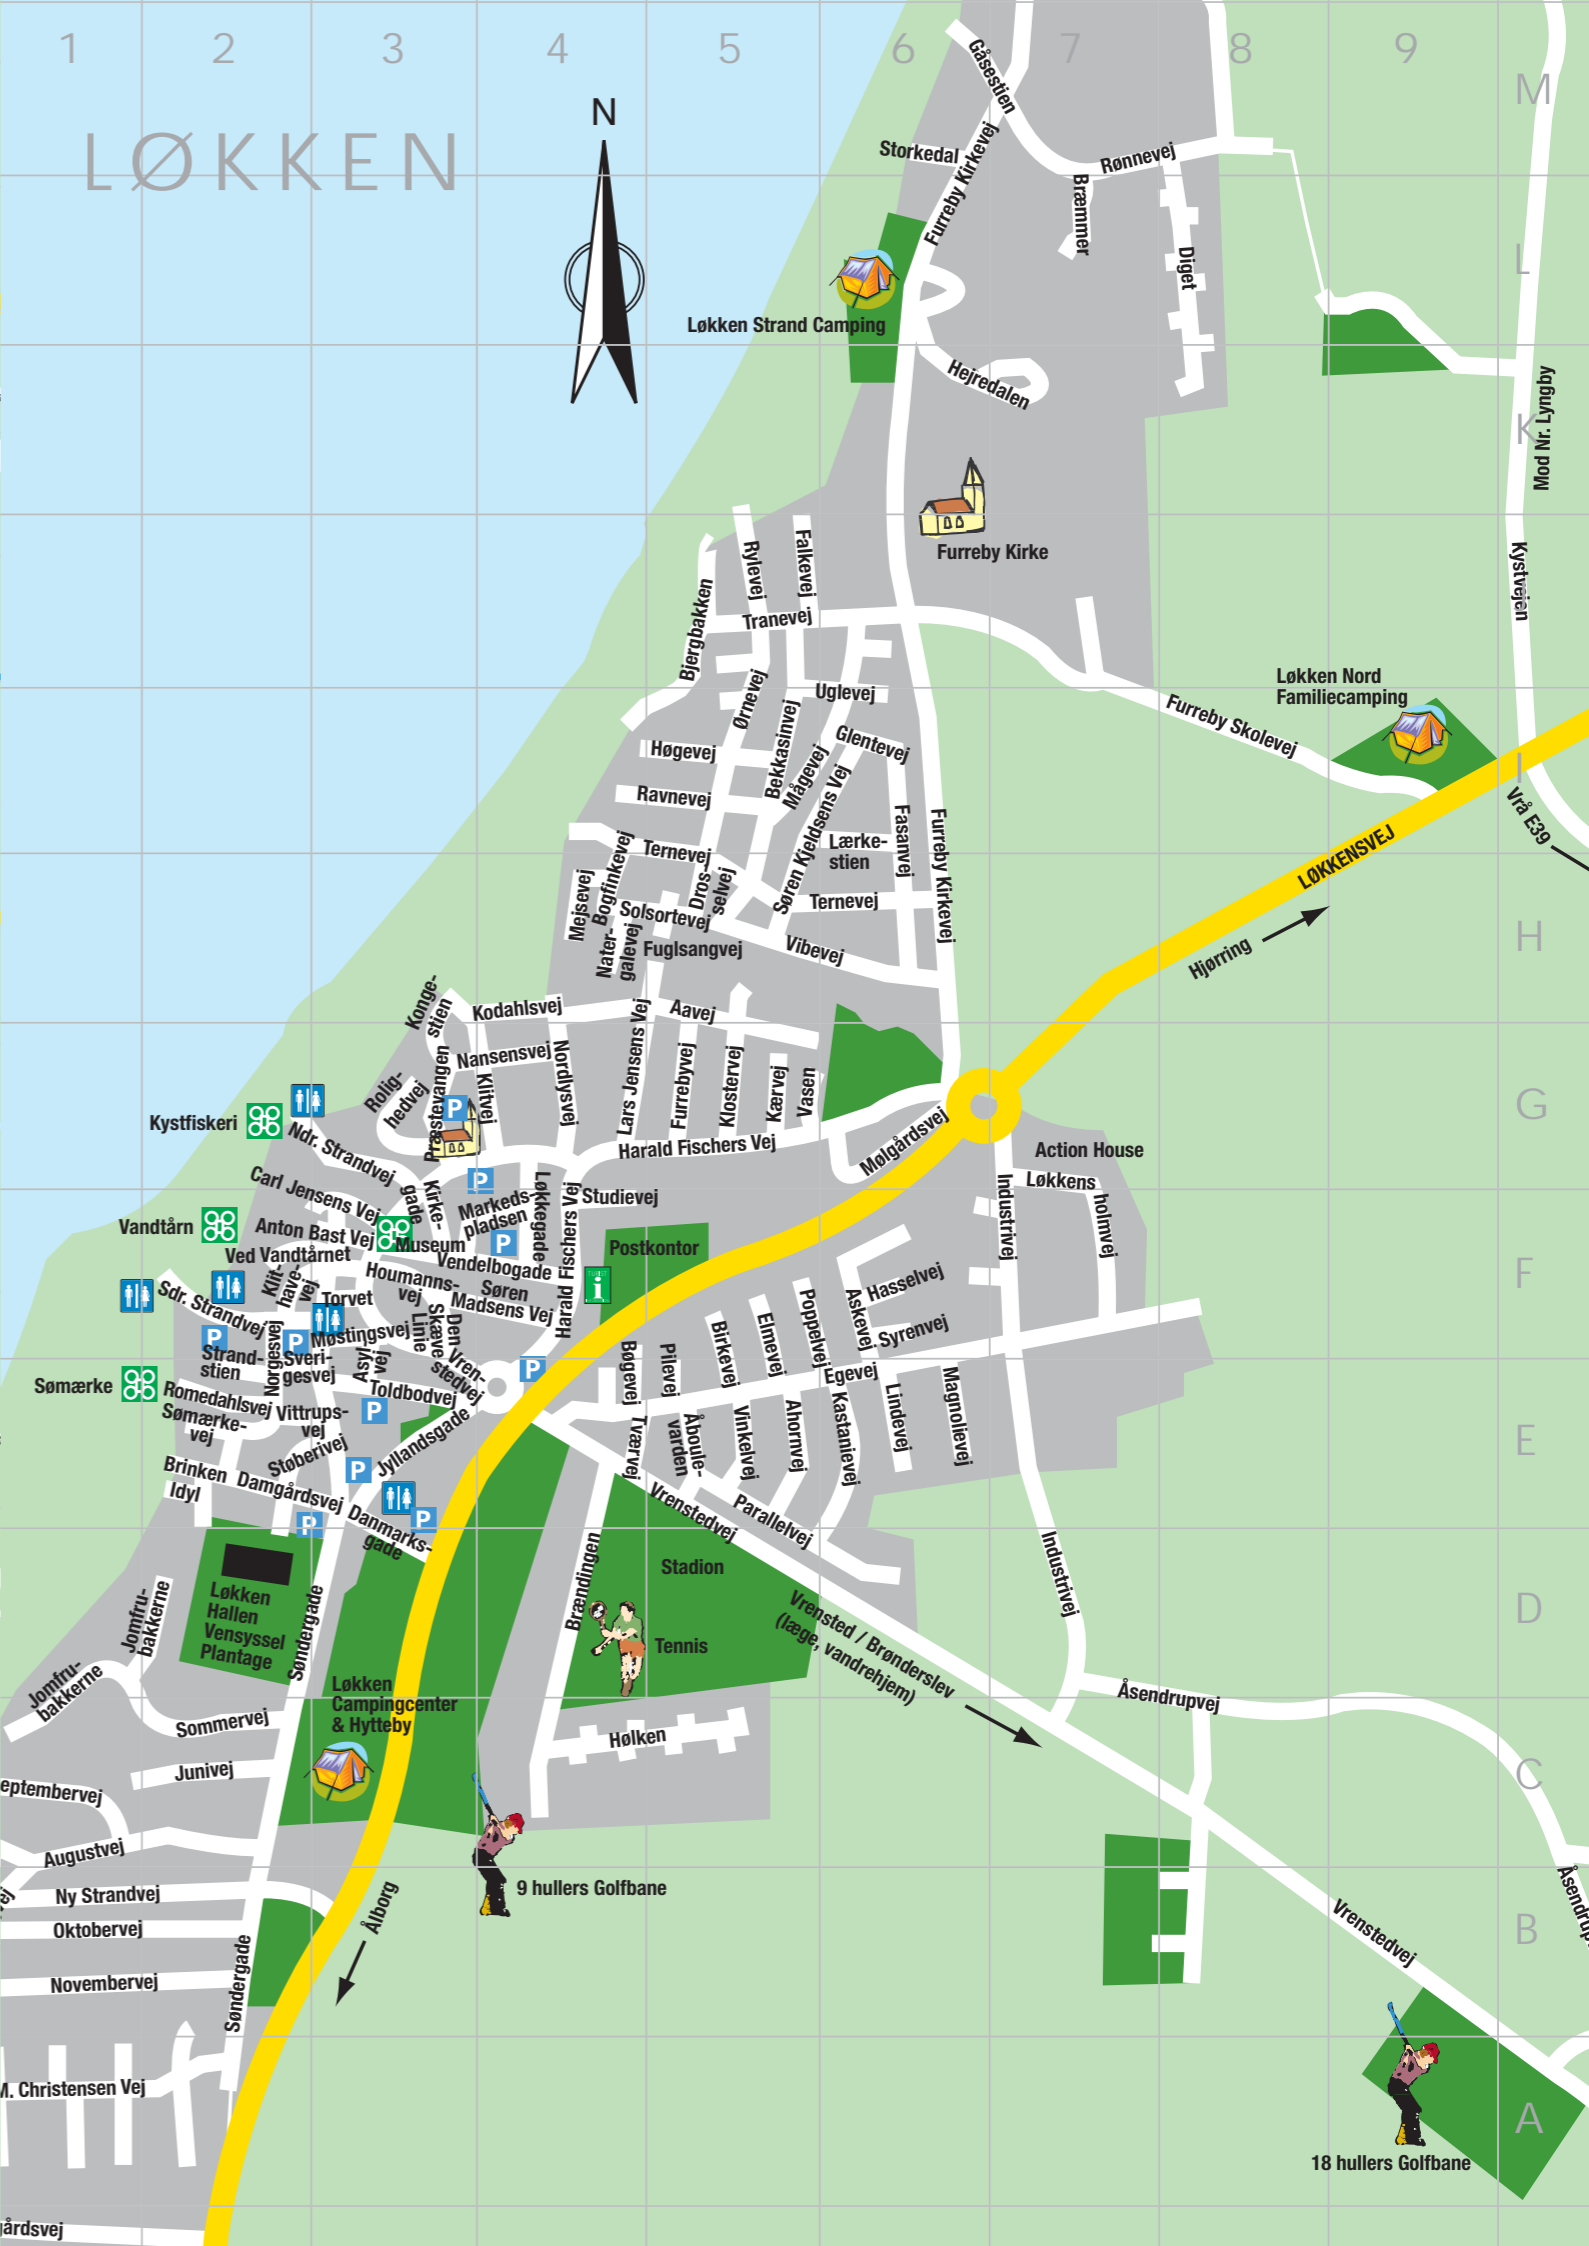 1 2 3 4 5 6 7 8 9
M
LØKKEN
N
Gåsestien
Storkedal
Furreby Kirkevej
Rønnevej
Bræmmer
Diget
L
Løkken Strand Camping
Hejredalen
K
Mod Nr. Lyngby
Furreby Kirke
Kystvejen
Rylevej
Falkevej
Bjergbakken
Tranevej
Ørnevej
Uglevej
Løkken Nord
Familiecamping
Furreby Skolevej
Høgevej
Bekkasinvej
Mågevej
Glentevej
I
Ravnevej
Søren Kjeldsens Vej
Fasanvej
Furreby Kirkevej
Vrå E39
LØKKENSVEJ
Lærke-
stien
Ternevej
Bogfinkevej
Mejsevej
Dros-
selvej
Ternevej
Solsortevej
Nater-
galevej
Fuglsangvej
Vibevej
H
Hjørring
Konge-
stien
Kodahlsvej
Aavej
Nansensvej
Nordlysvej
Lars Jensens Vej
Furrebyvej
Klostervej
Kærvej
Vasen
Rolig-
hedvej
Præstevangen
Klitvej
P
G
Kystfiskeri
Ndr. Strandvej
Harald Fischers Vej
Mølgårdsvej
Action House
Løkkens
holmvej
Industrivej
Carl Jensens Vej
Kirke-
gade
P
Markeds-
pladsen
P
Løkkegade
Harald Fischers Vej
Studievej
Vandtårn
Anton Bast Vej
Museum
Postkontor
Ved Vandtårnet
Vendelbogade
F
Klit-
have-
vej
Houmanns-
vej
Søren
Madsens Vej
i
Hasselvej
Sdr. Strandvej
Torvet
Poppelvej
Askevej
Syrenvej
P
P
Møstingsvej
Den
Skæve
Linie
Elmevej
Birkevej
Strand-
stien
Norgesvej
Sveri-
gesvej
Asyl-
vej
Vren-
stedvej
P
Bøgevej
Pilevej
Egevej
Sømærke
Romedahlsvej
Toldbodvej
Lindevej
Magnolievej
Sømærke-
vej
Vittrups-
vej
P
Jyllandsgade
Tværvej
Åboule-
varden
Vinkelvej
Ahornvej
Kastanievej
E
Støberivej
Brinken
Idyl
Damgårdsvej
P
P
P
Danmarks-
gade
Vrenstedvej
Parallelvej
Industrivej
Brændingen
Stadion
Løkken
Hallen
Vensyssel
Plantage
Jomfru-
bakkerne
Søndergade
Tennis
Vrensted / Brønderslev
(læge, vandrehjem)
D
Jomfru-
bakkerne
Løkken
Campingcenter
& Hytteby
Åsendrupvej
Sommervej
Hølken
Junivej
C
eptembervej
Augustvej
Ny Strandvej
Ålborg
9 hullers Golfbane
Oktobervej
B
Vrenstedvej
Novembervej
Søndergade
M. Christensen Vej
A
18 hullers Golfbane
årdsvej